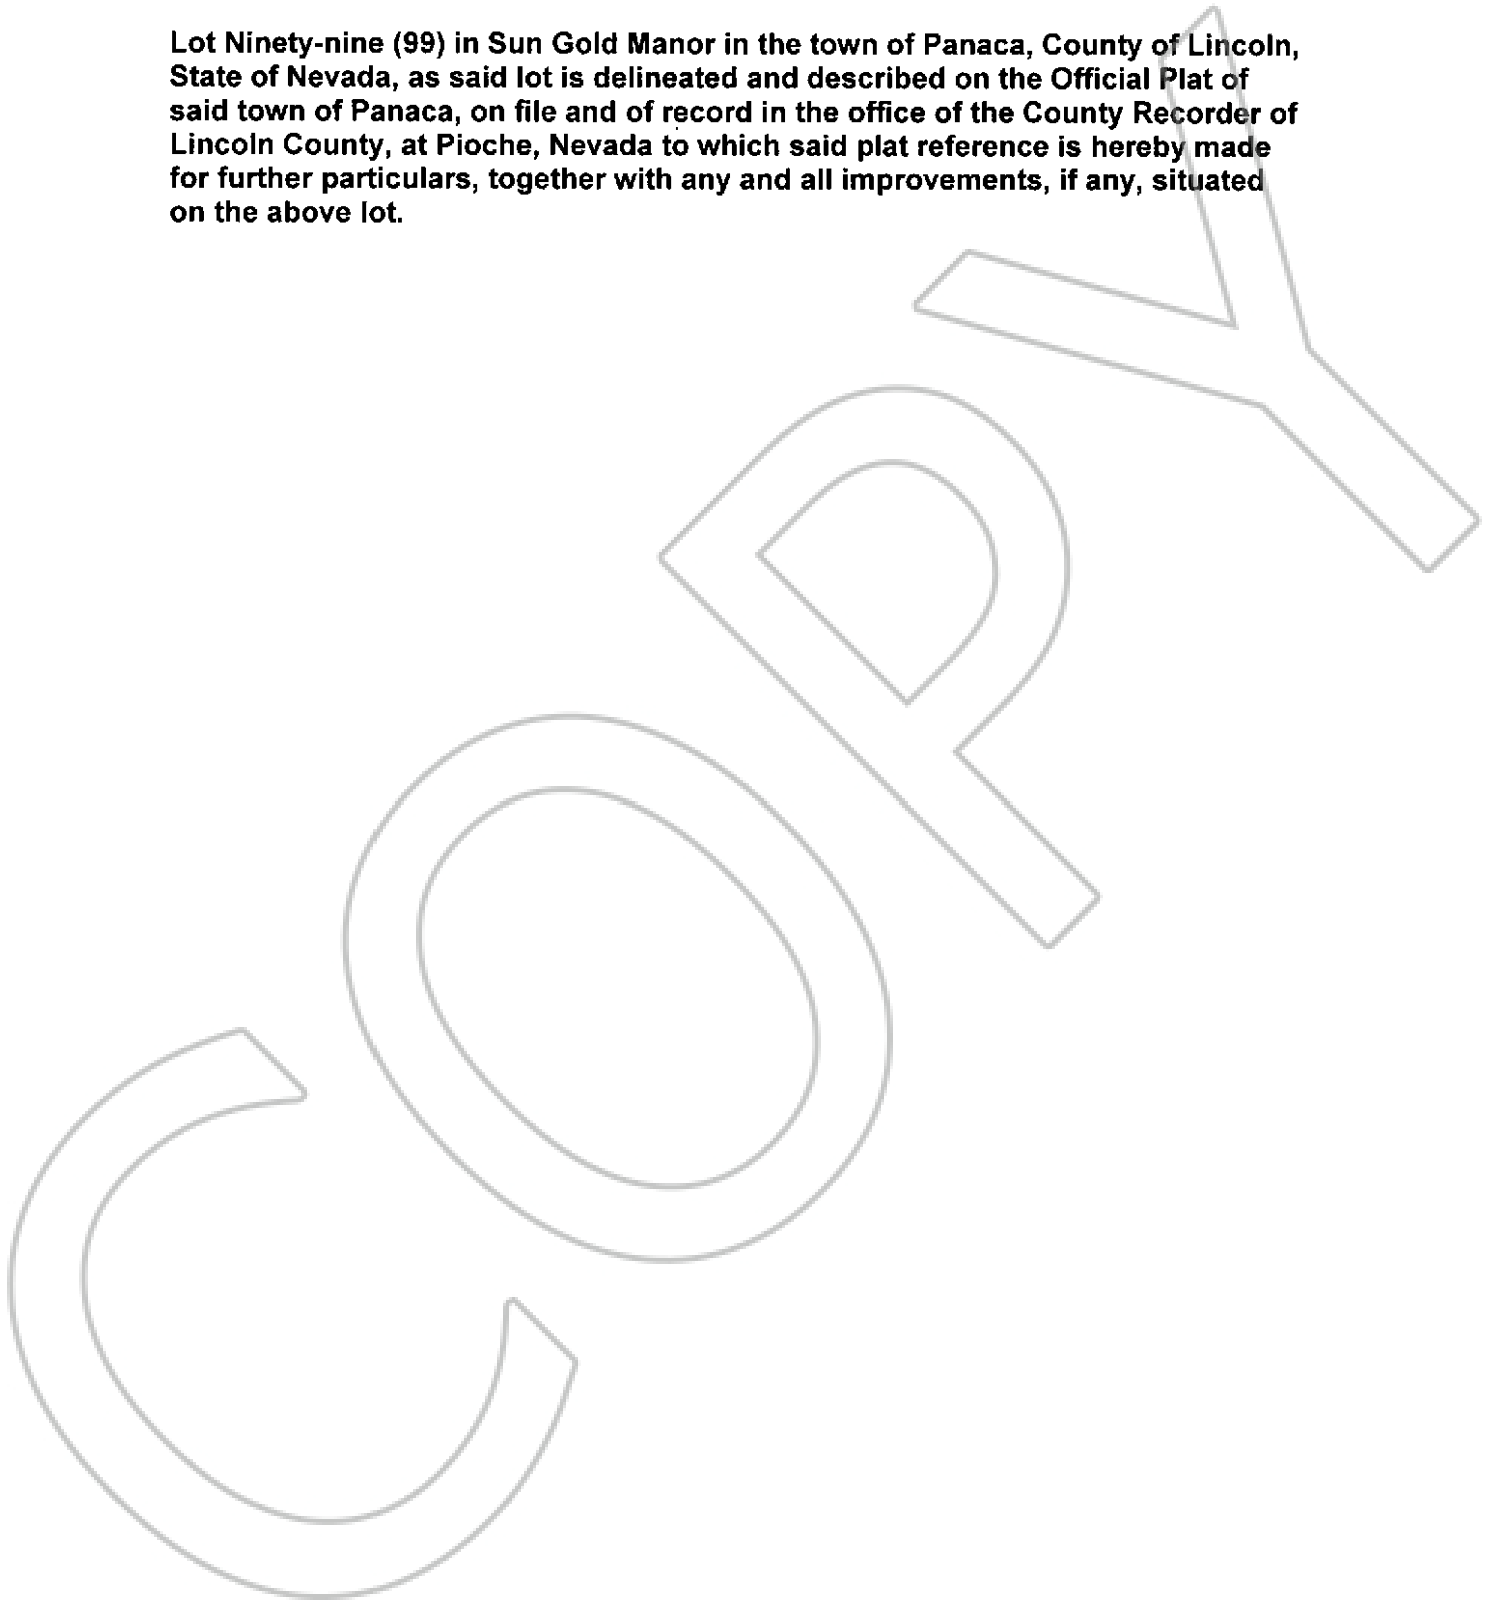 Lot Ninety-nine (99) in Sun Gold Manor in the town of Panaca, County of Lincoln,
State of Nevada, as said lot is delineated and described on the Official Plat of
said town of Panaca, on file and of record in the office of the County Recorder of
Lincoln County, at Pioche, Nevada to which said plat reference is hereby made
for further particulars, together with any and all improvements, if any, situated
on the above lot.
COPY